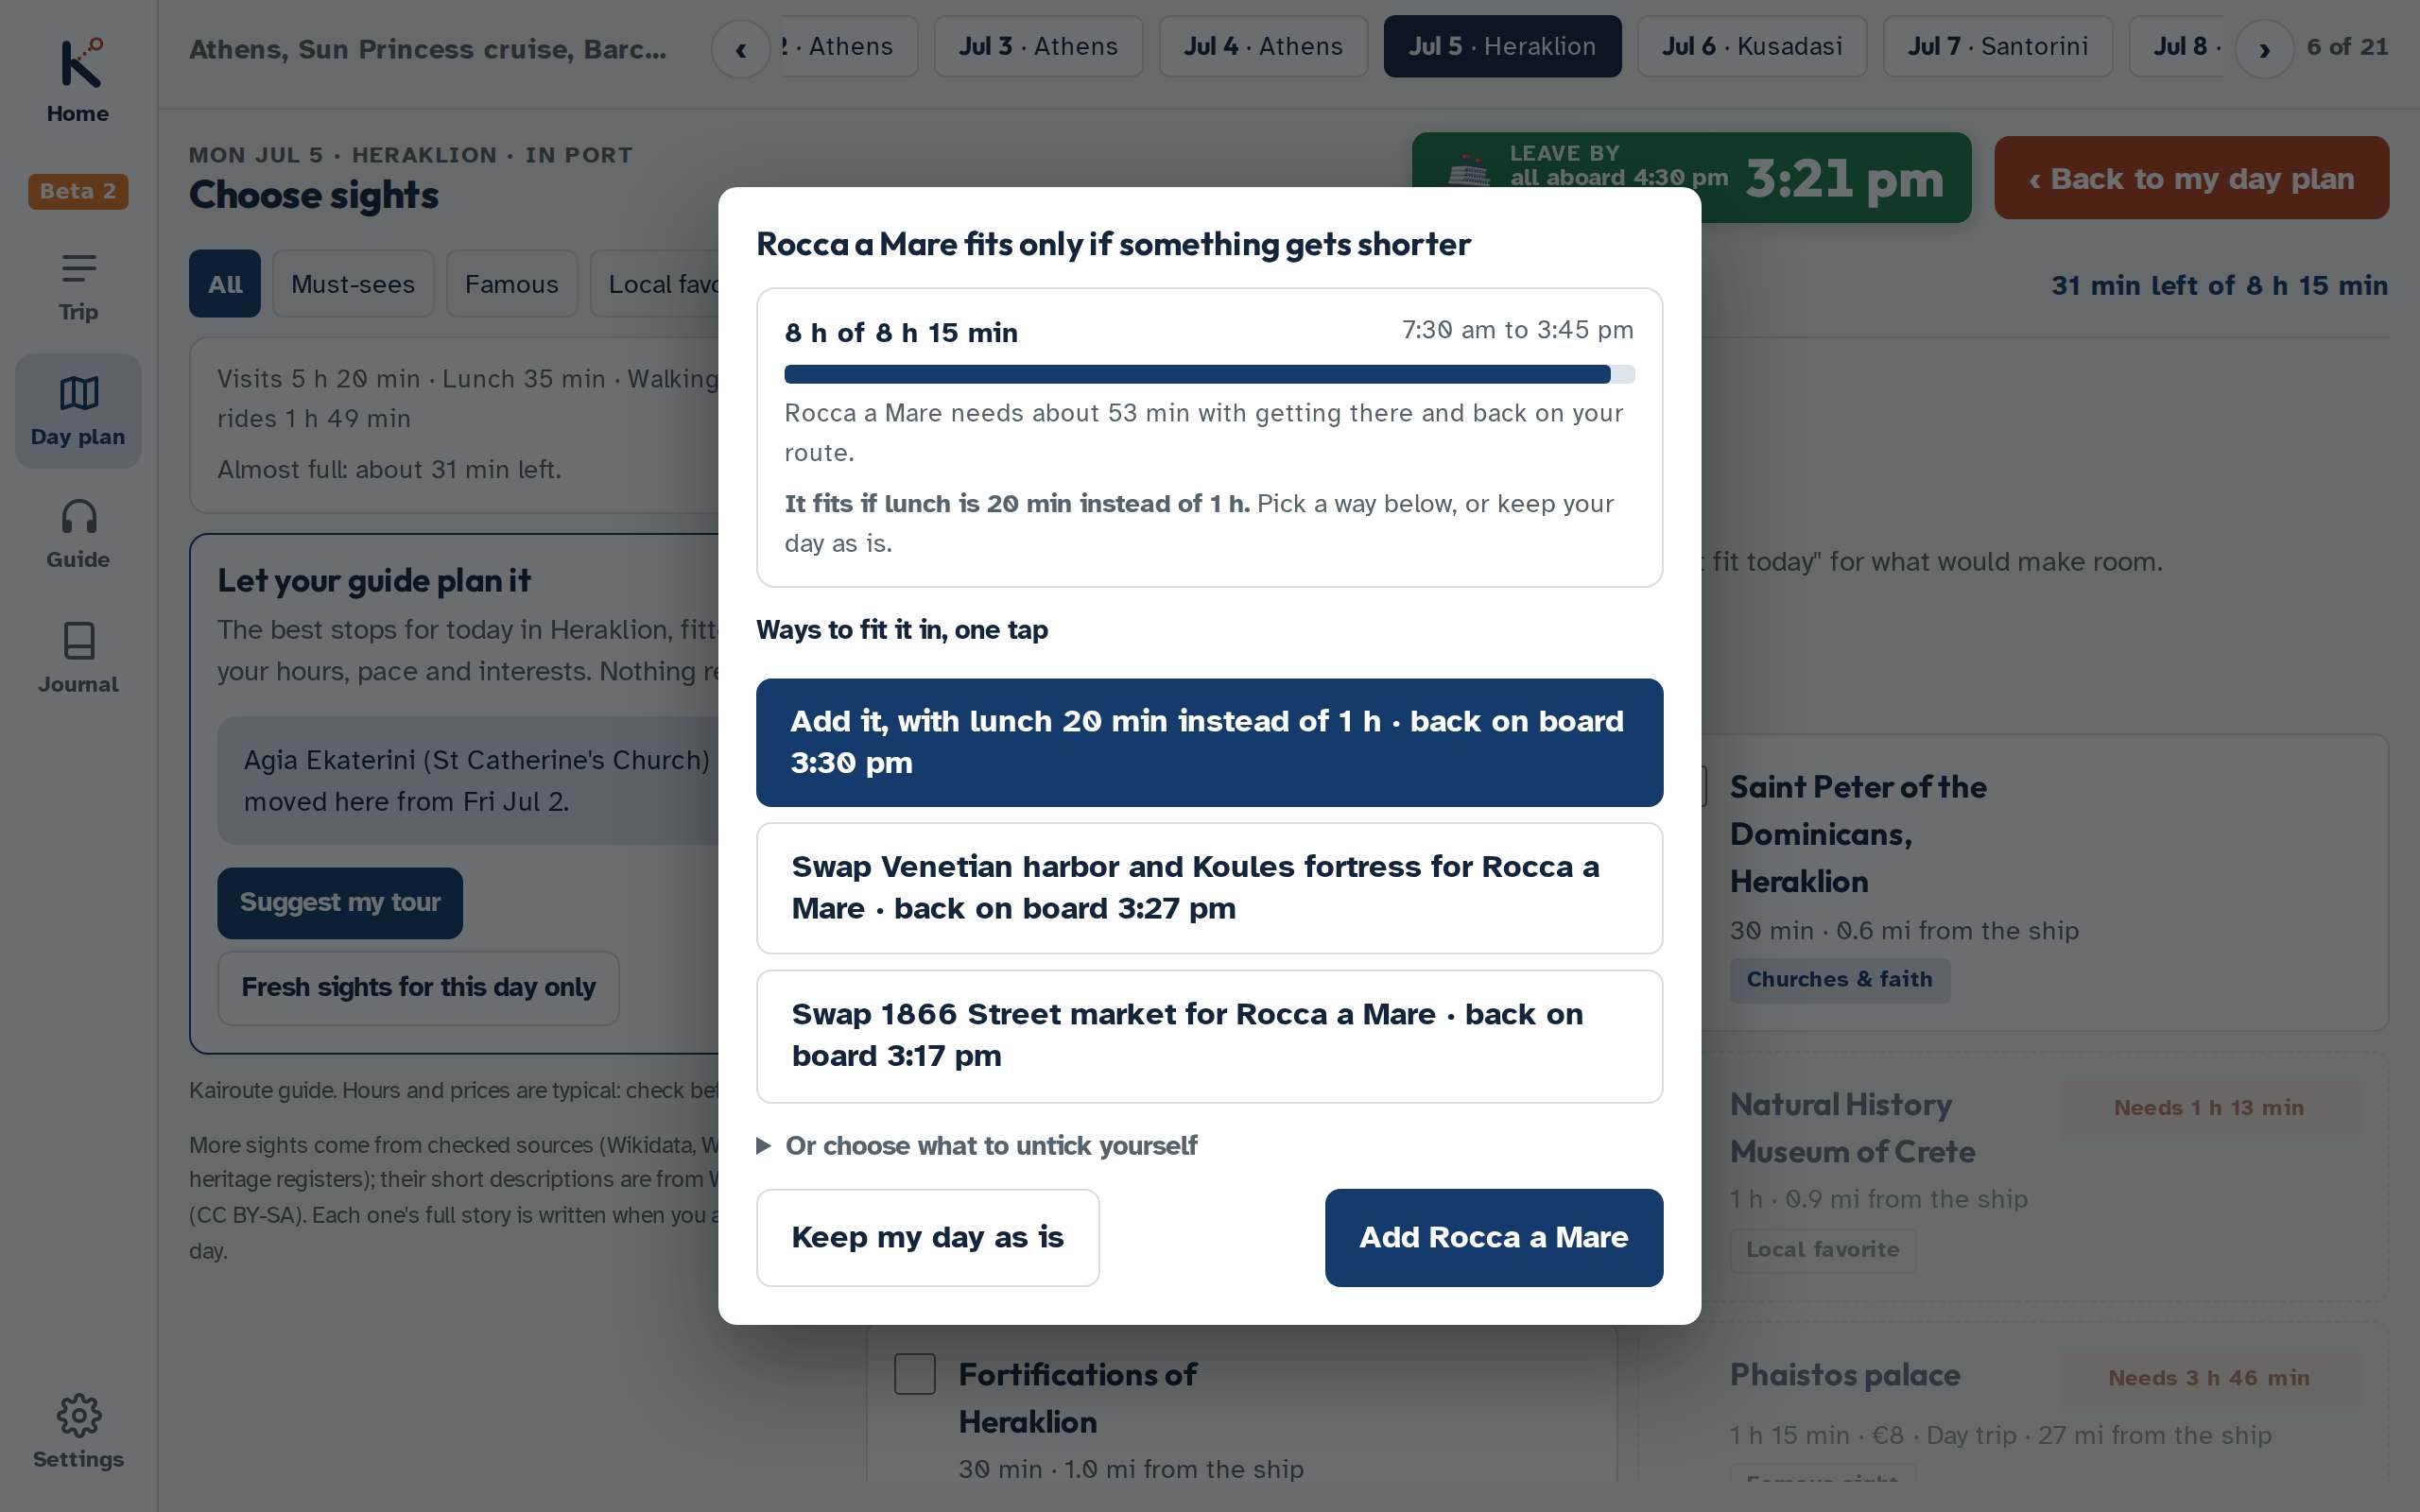 Home
Beta 2
Trip
Day plan
Guide
Journal
Settings
Athens, Sun Princess cruise, Barc...
‹
· Athens
Jul 3 · Athens
Jul 4 · Athens
Jul 5 · Heraklion
Jul 6 · Kusadasi
Jul 7 · Santorini
Jul 8 ·
›
6 of 21
MON JUL 5 · HERAKLION · IN PORT
Choose sights
LEAVE BY
all aboard 4:30 pm
3:21 pm
‹ Back to my day plan
All
Must-sees
Famous
Local
31 min left of 8 h 15 min
Visits 5 h 20 min · Lunch 35 min · Walking
rides 1 h 49 min
Almost full: about 31 min left.
Let your guide plan it
The best stops for today in Heraklion,
your hours, pace and interests. Nothing
Agia Ekaterini (St Catherine's Church)
moved here from Fri Jul 2.
Suggest my tour
Fresh sights for this day only
Kairoute guide. Hours and prices are typical: check
More sights come from checked sources (Wikidata,
heritage registers); their short descriptions are from
(CC BY-SA). Each one's full story is written when you
day.
Rocca a Mare fits only if something gets shorter
8 h of 8 h 15 min
7:30 am to 3:45 pm
Rocca a Mare needs about 53 min with getting there and back on your
route.
It fits if lunch is 20 min instead of 1 h. Pick a way below, or keep your
day as is.
Ways to fit it in, one tap
Add it, with lunch 20 min instead of 1 h · back on board
3:30 pm
Swap Venetian harbor and Koules fortress for Rocca a
Mare · back on board 3:27 pm
Swap 1866 Street market for Rocca a Mare · back on
board 3:17 pm
Or choose what to untick yourself
Keep my day as is
Add Rocca a Mare
fit today" for what would make room.
Saint Peter of the
Dominicans,
Heraklion
30 min · 0.6 mi from the ship
Churches & faith
Natural History
Museum of Crete
Needs 1 h 13 min
1 h · 0.9 mi from the ship
Local favorite
Fortifications of
Heraklion
30 min · 1.0 mi from the ship
Phaistos palace
Needs 3 h 46 min
1 h 15 min · €8 · Day trip · 27 mi from the ship